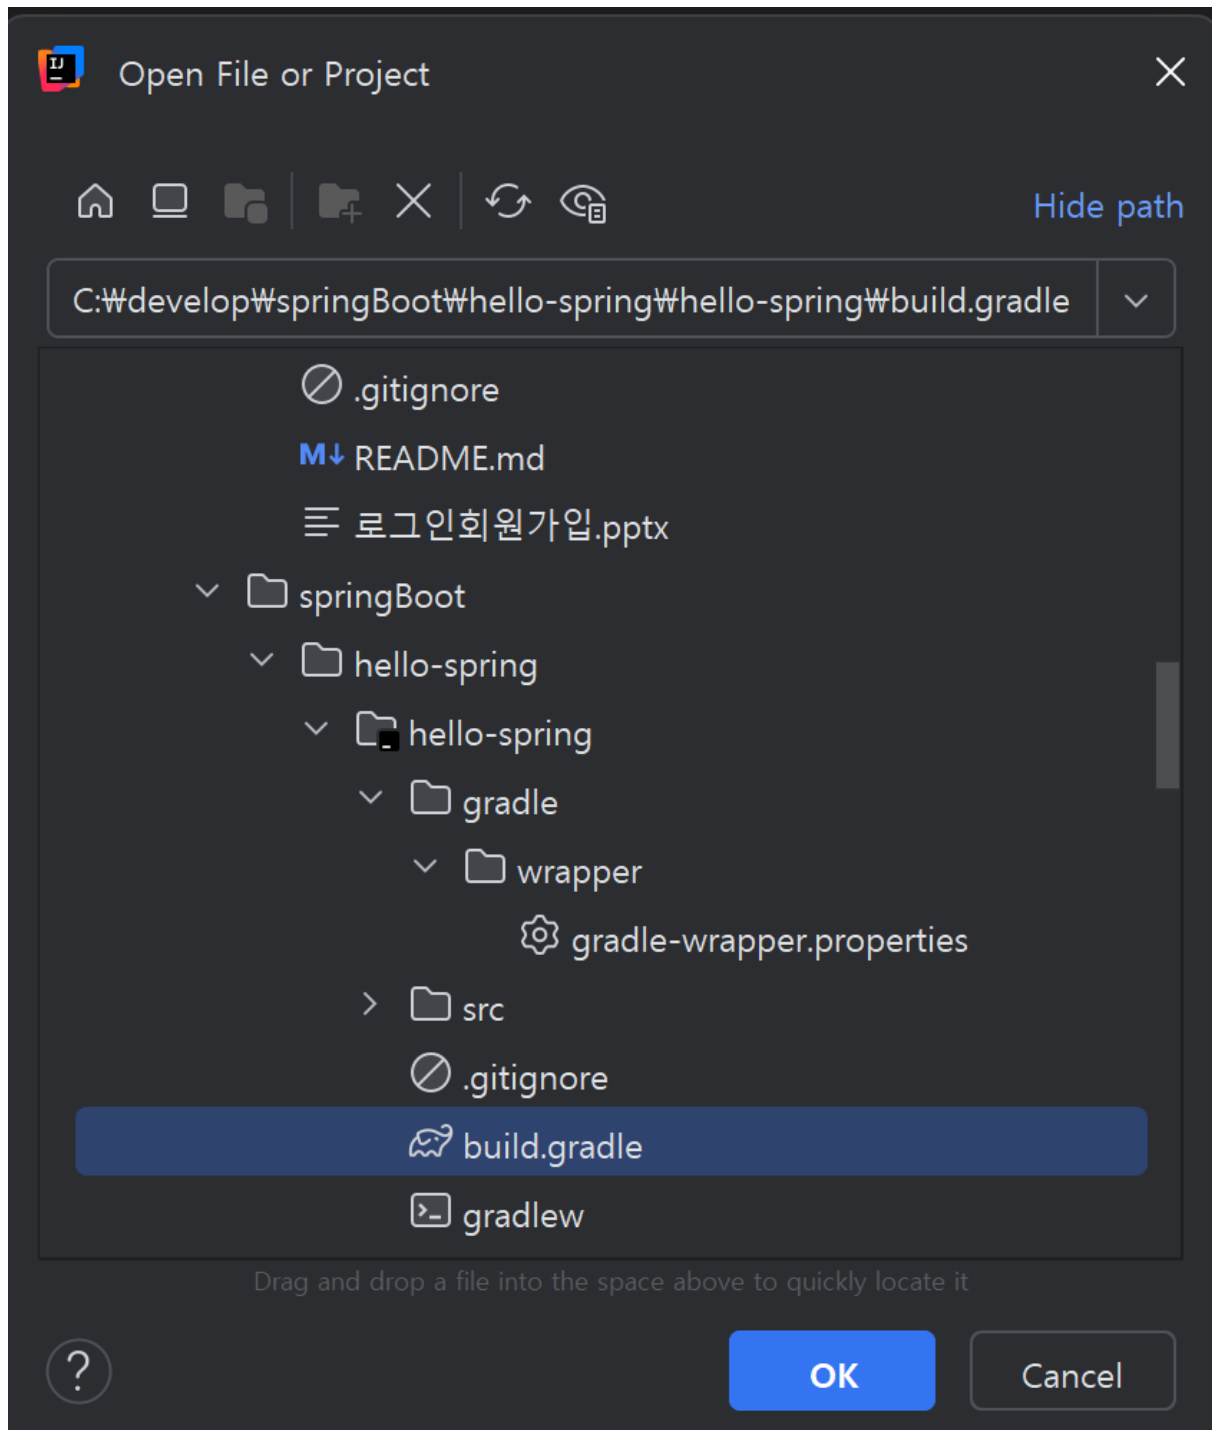 IJ
Open File or Project
Hide path
C:₩develop₩springBoot₩hello-spring₩hello-spring₩build.gradle
.gitignore
M↓ README.md
로그인회원가입.pptx
springBoot
hello-spring
hello-spring
gradle
wrapper
gradle-wrapper.properties
src
.gitignore
build.gradle
gradlew
Drag and drop a file into the space above to quickly locate it
?
OK
Cancel